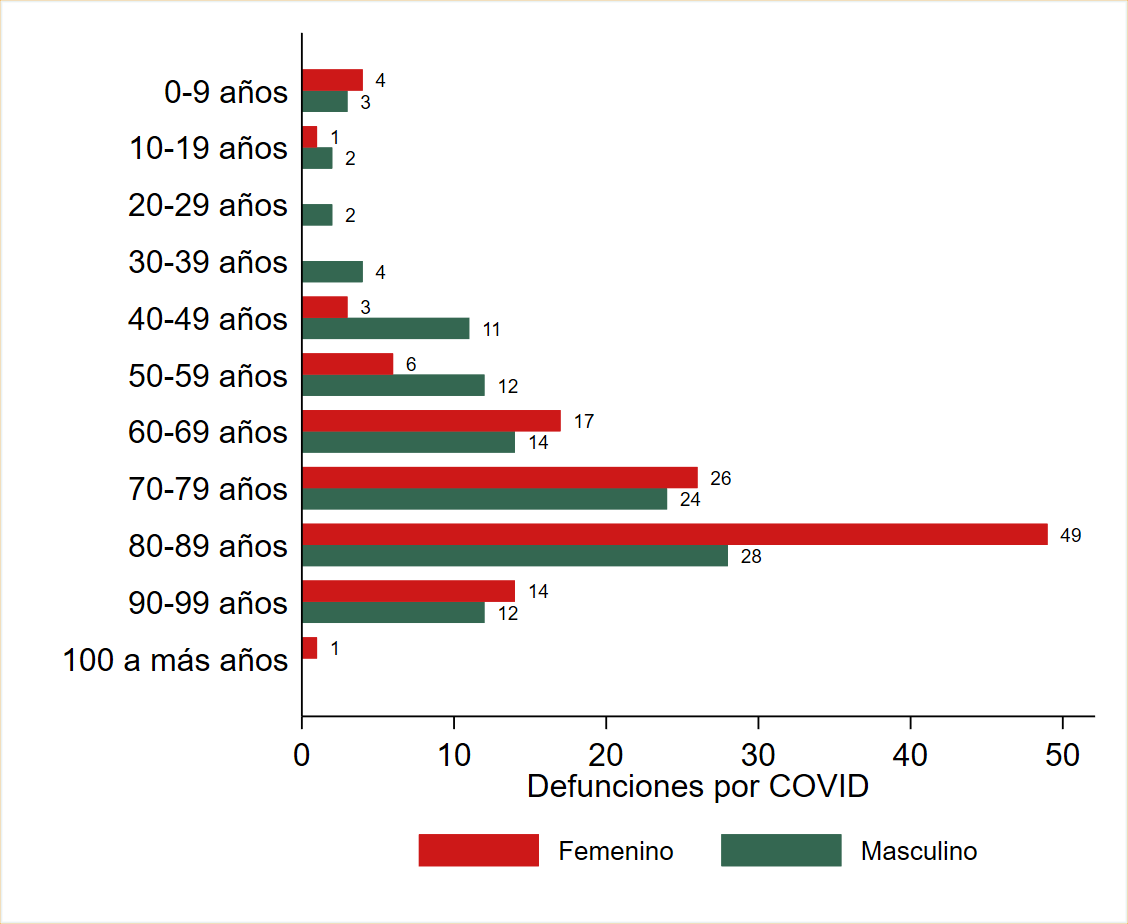 0-9 años
4
3
10-19 años
1
2
20-29 años
2
30-39 años
4
40-49 años
3
11
50-59 años
6
12
60-69 años
17
14
70-79 años
26
24
80-89 años
49
28
90-99 años
14
12
100 a más años
1
0 10 20 30 40 50
Defunciones por COVID
Femenino Masculino